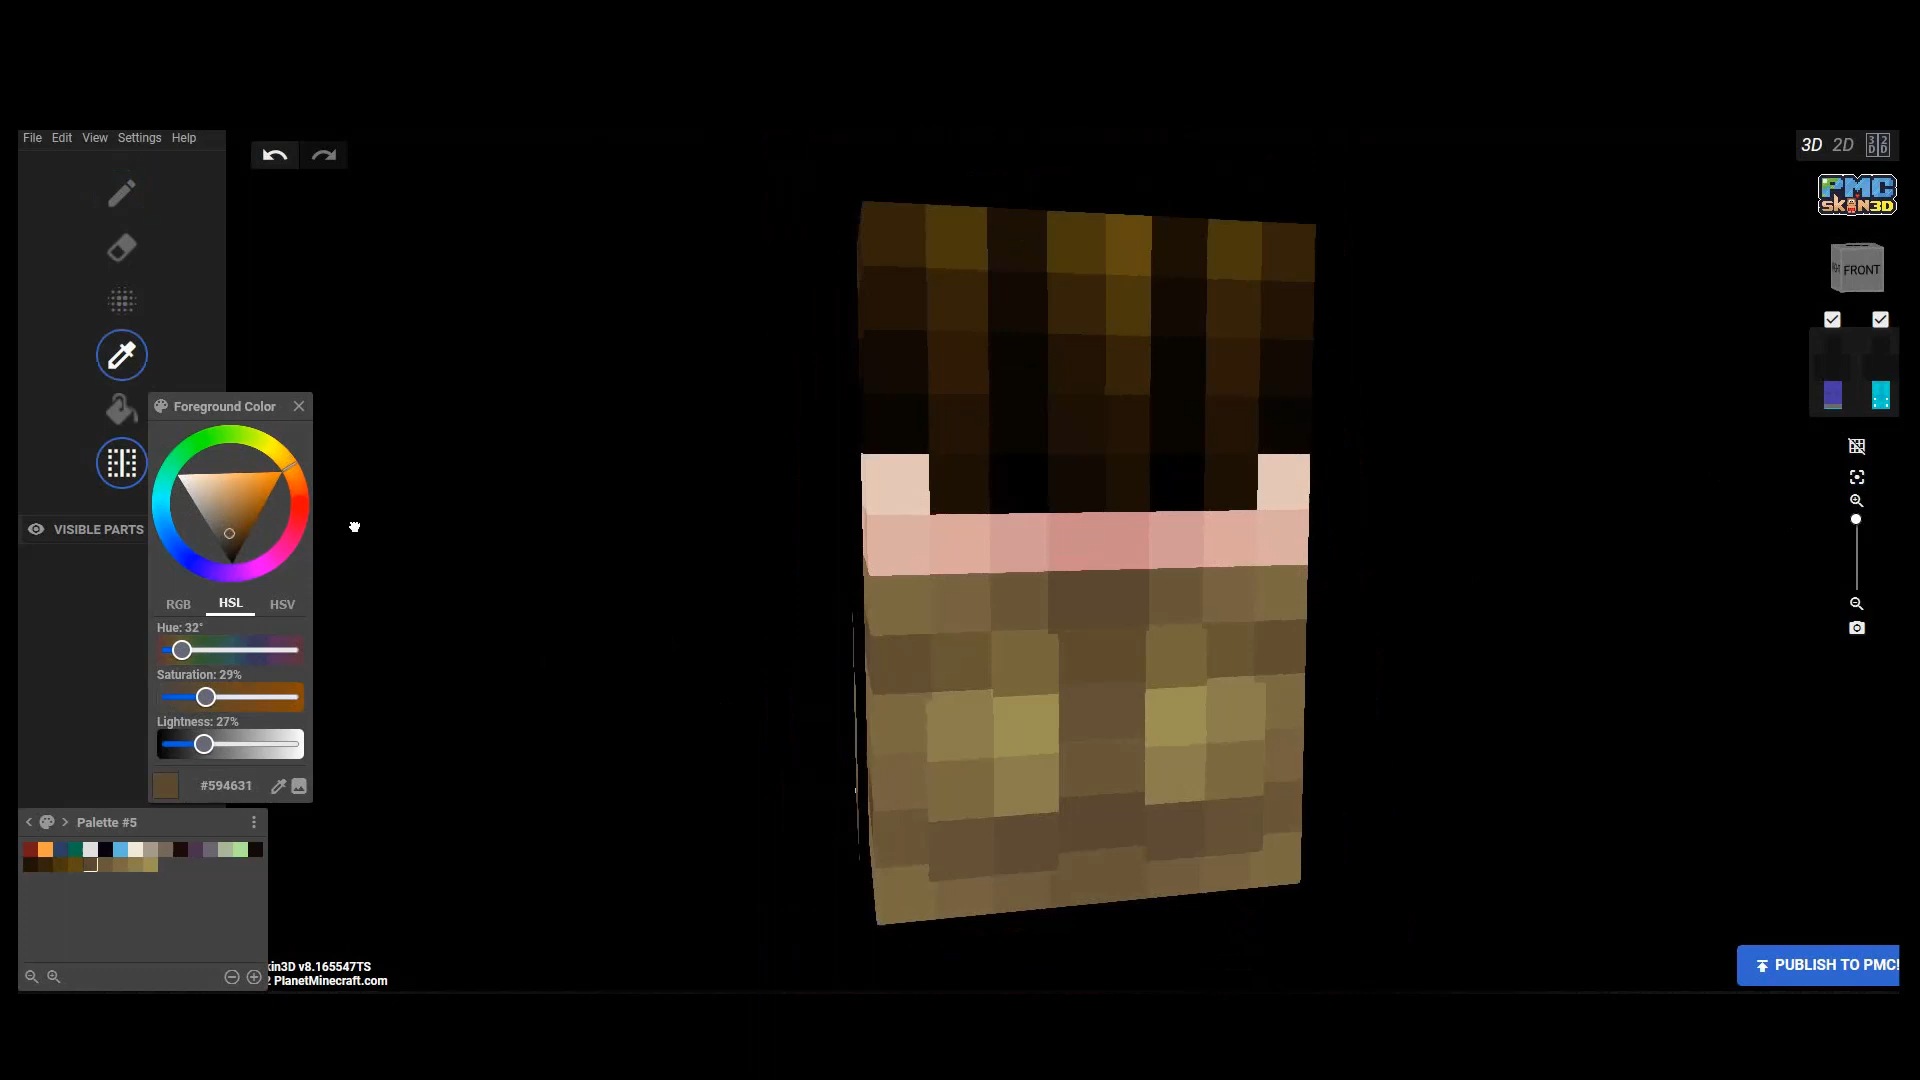 File Edit View Settings Help
3D 2D
PMC
SKIN3D
FRONT
Foreground Color
VISIBLE PARTS
RGB HSL HSV
Hue: 32°
Saturation: 29%
Lightness: 27%
#594631
Palette #5
kin3D v8.165547TS
PlanetMinecraft.com
PUBLISH TO PMC!